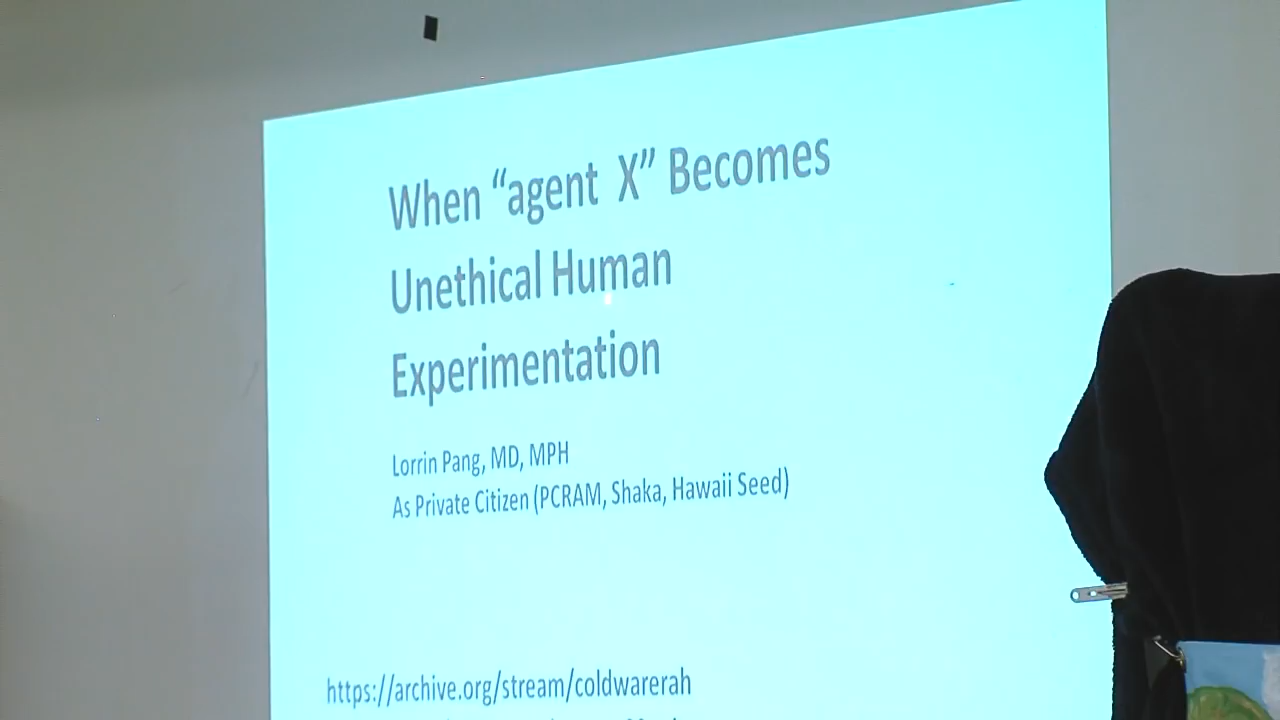 When “agent X” Becomes
Unethical Human
Experimentation
Lorrin Pang, MD, MPH
As Private Citizen (PCRAM, Shaka, Hawaii Seed)
https://archive.org/stream/coldwarerah